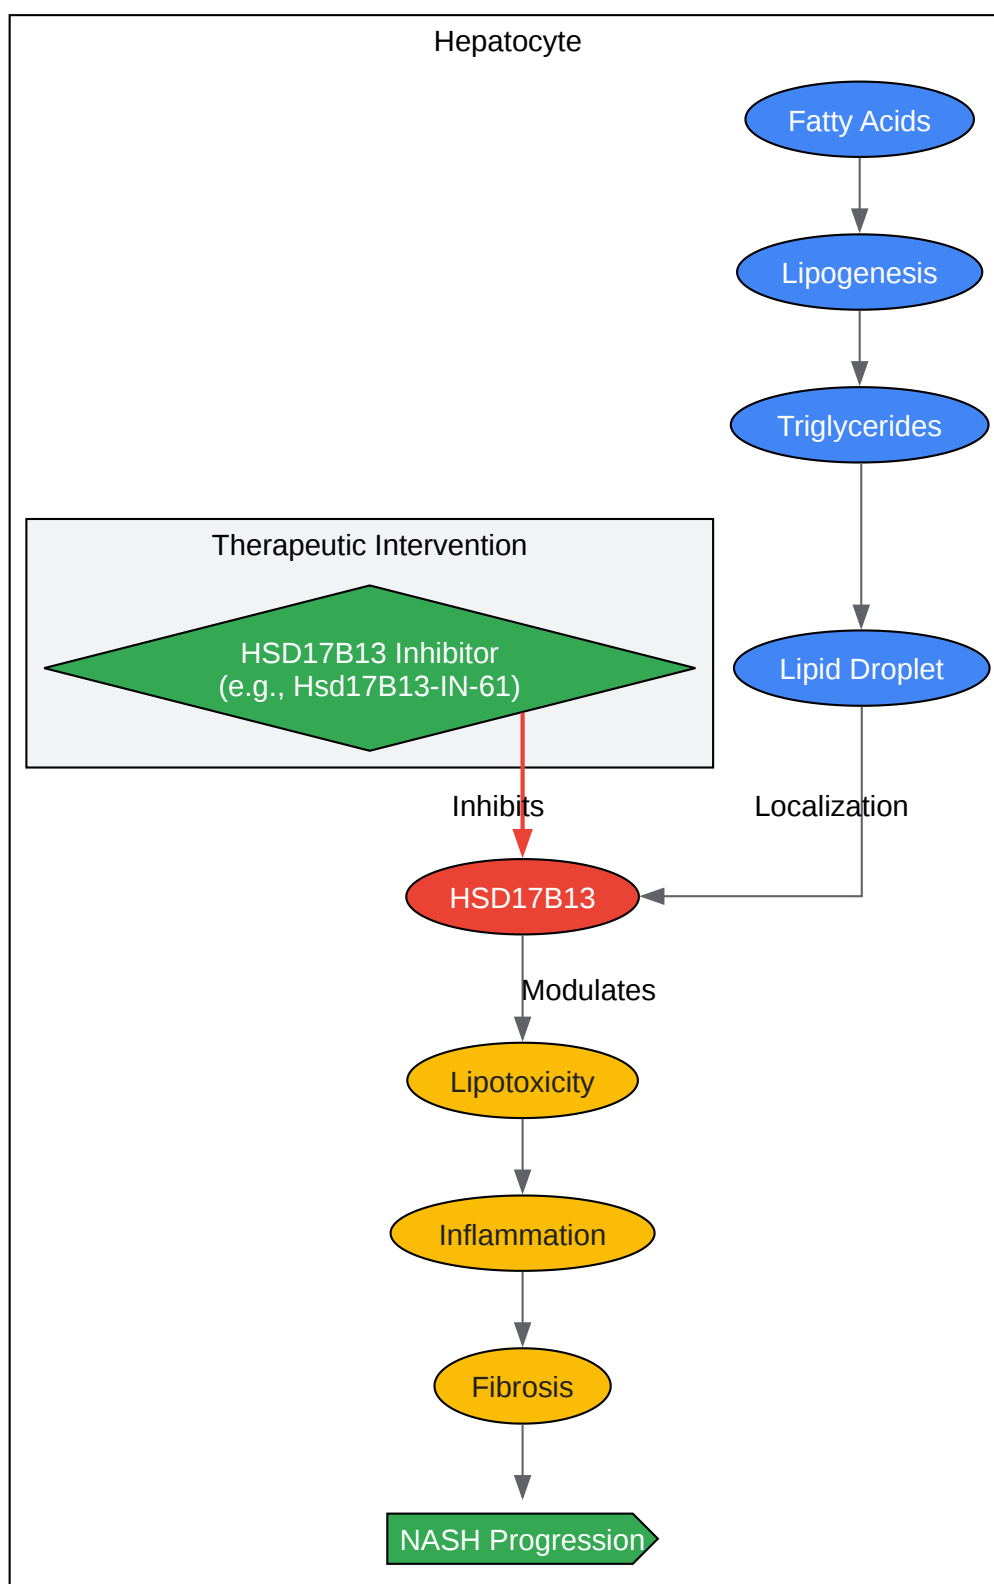 Hepatocyte
Fatty Acids
Lipogenesis
Triglycerides
Therapeutic Intervention
HSD17B13 Inhibitor
(e.g., Hsd17B13-IN-61)
Lipid Droplet
Inhibits
Localization
HSD17B13
Modulates
Lipotoxicity
Inflammation
Fibrosis
NASH Progression